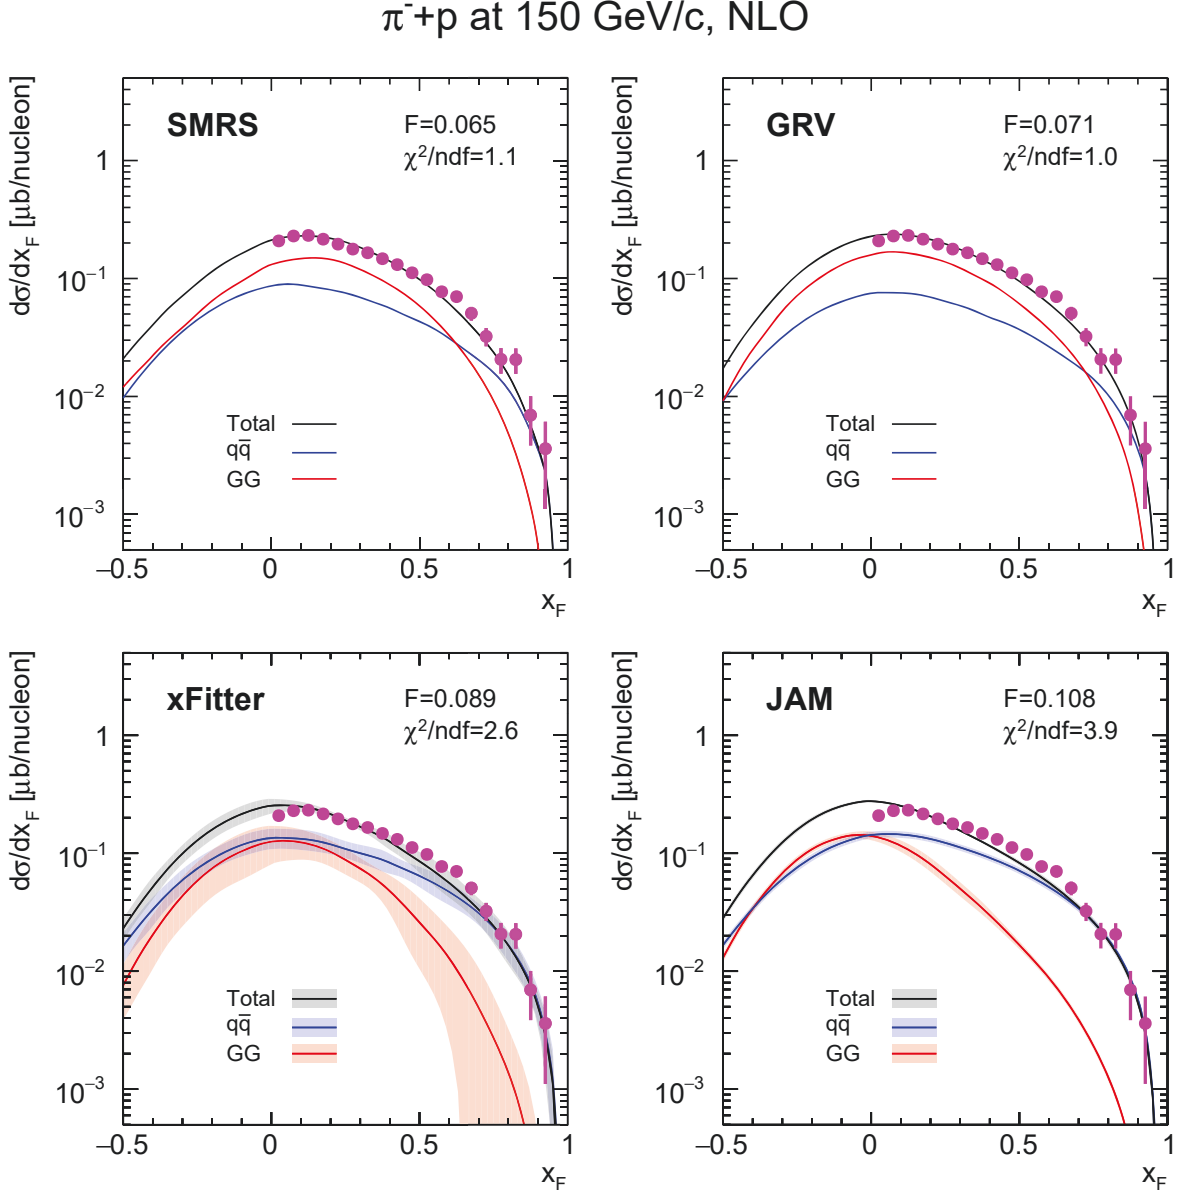 π⁻+p at 150 GeV/c, NLO
dσ/dx_F [μb/nucleon]
SMRS
F=0.065
χ²/ndf=1.1
1
10⁻¹
10⁻²
10⁻³
Total
qq̅
GG
−0.5 0 0.5 1
x_F
dσ/dx_F [μb/nucleon]
GRV
F=0.071
χ²/ndf=1.0
1
10⁻¹
10⁻²
10⁻³
Total
qq̅
GG
−0.5 0 0.5 1
x_F
dσ/dx_F [μb/nucleon]
xFitter
F=0.089
χ²/ndf=2.6
1
10⁻¹
10⁻²
10⁻³
Total
qq̅
GG
−0.5 0 0.5 1
x_F
dσ/dx_F [μb/nucleon]
JAM
F=0.108
χ²/ndf=3.9
1
10⁻¹
10⁻²
10⁻³
Total
qq̅
GG
−0.5 0 0.5 1
x_F